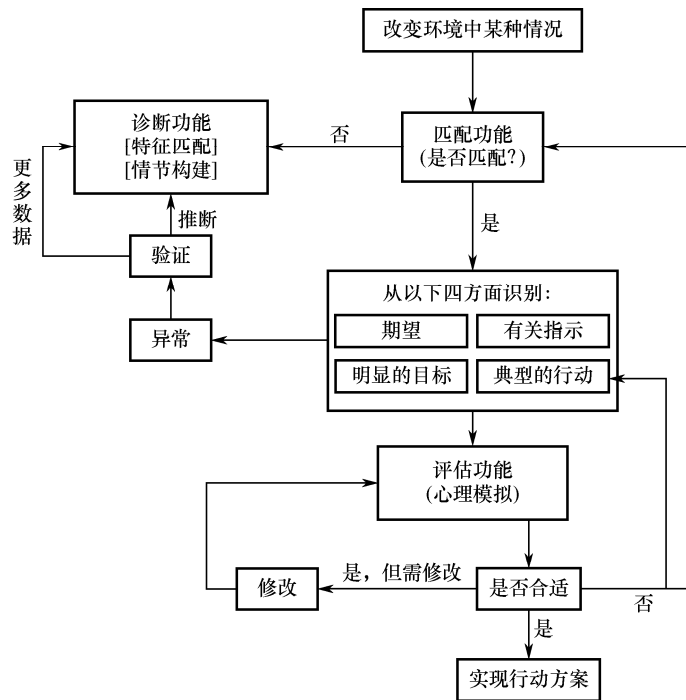 改变环境中某种情况
匹配功能
(是否匹配?)
否
诊断功能
[特征匹配]
[情节构建]
更多数据
推断
验证
异常
是
从以下四方面识别：
期望
有关指示
明显的目标
典型的行动
评估功能
(心理模拟)
是，但需修改
修改
是否合适
否
是
实现行动方案